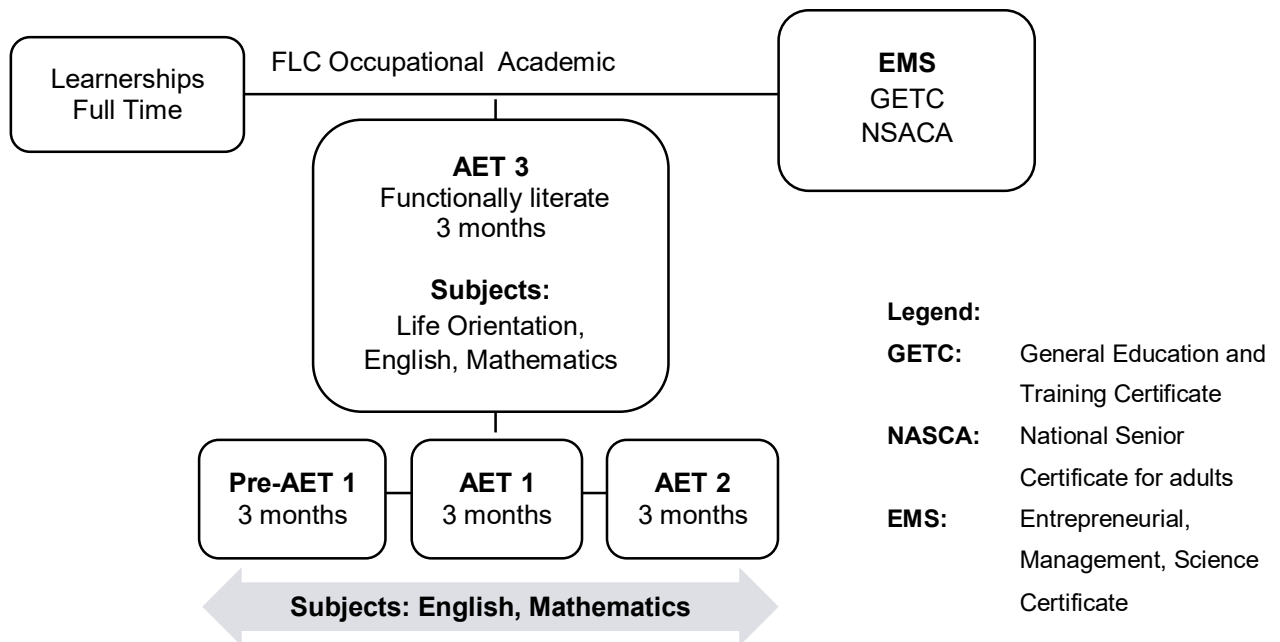 Learnerships
Full Time
FLC Occupational  Academic
EMS
GETC
NSACA
AET 3
Functionally literate
3 months
Subjects:
Life Orientation,
English, Mathematics
Pre-AET 1
3 months
AET 1
3 months
AET 2
3 months
Subjects: English, Mathematics
Legend:
GETC: General Education and
Training Certificate
NASCA: National Senior
Certificate for adults
EMS: Entrepreneurial,
Management, Science
Certificate